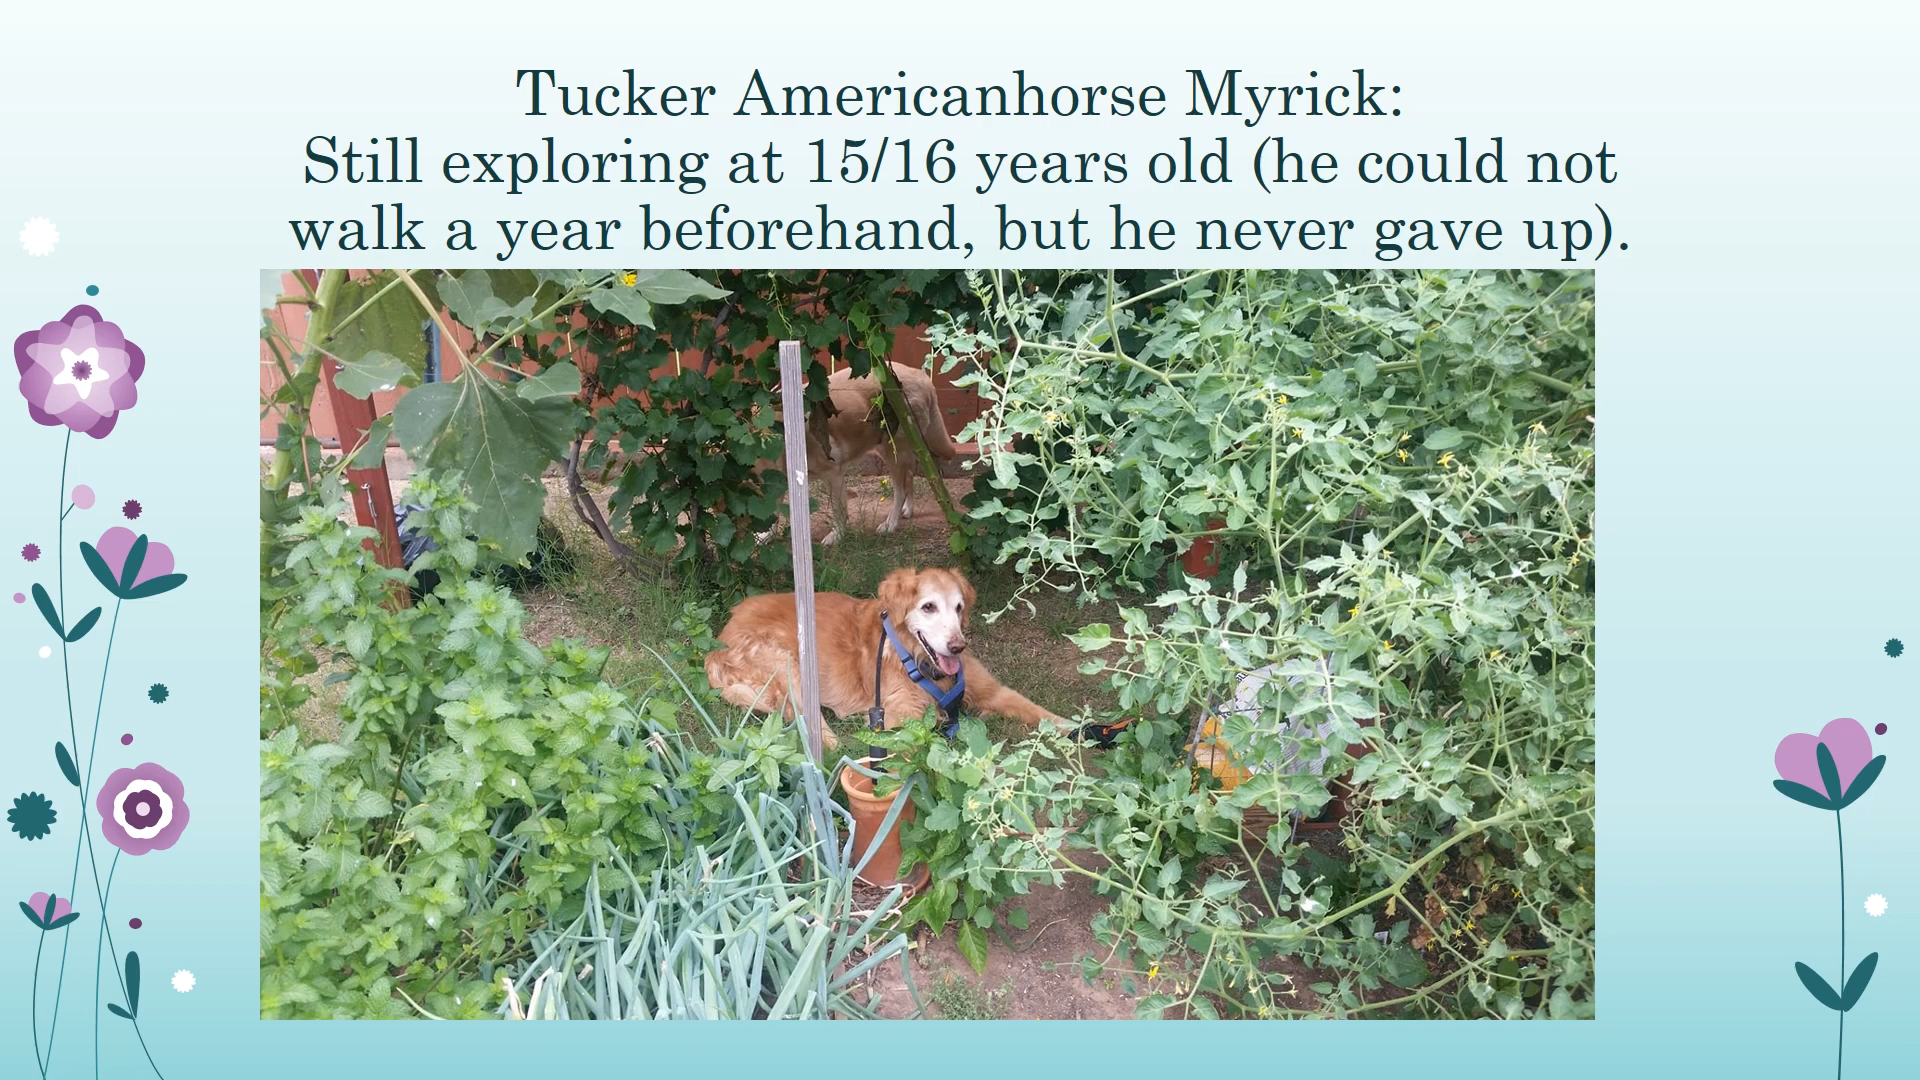 Tucker Americanhorse Myrick:
Still exploring at 15/16 years old (he could not
walk a year beforehand, but he never gave up).